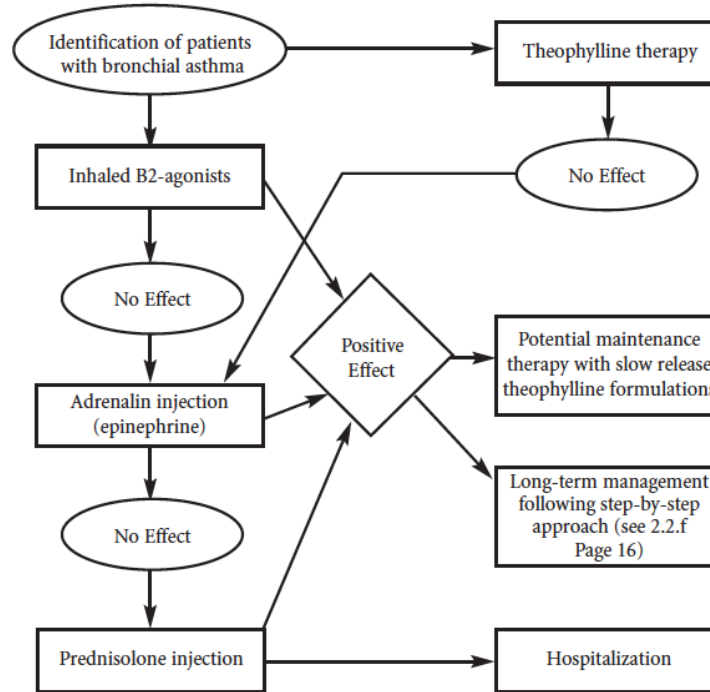 Identification of patients
with bronchial asthma
Theophylline therapy
Inhaled B2-agonists
No Effect
No Effect
Positive
Effect
Potential maintenance
therapy with slow release
theophylline formulations
Adrenalin injection
(epinephrine)
Long-term management
following step-by-step
approach (see 2.2.f
Page 16)
No Effect
Prednisolone injection
Hospitalization